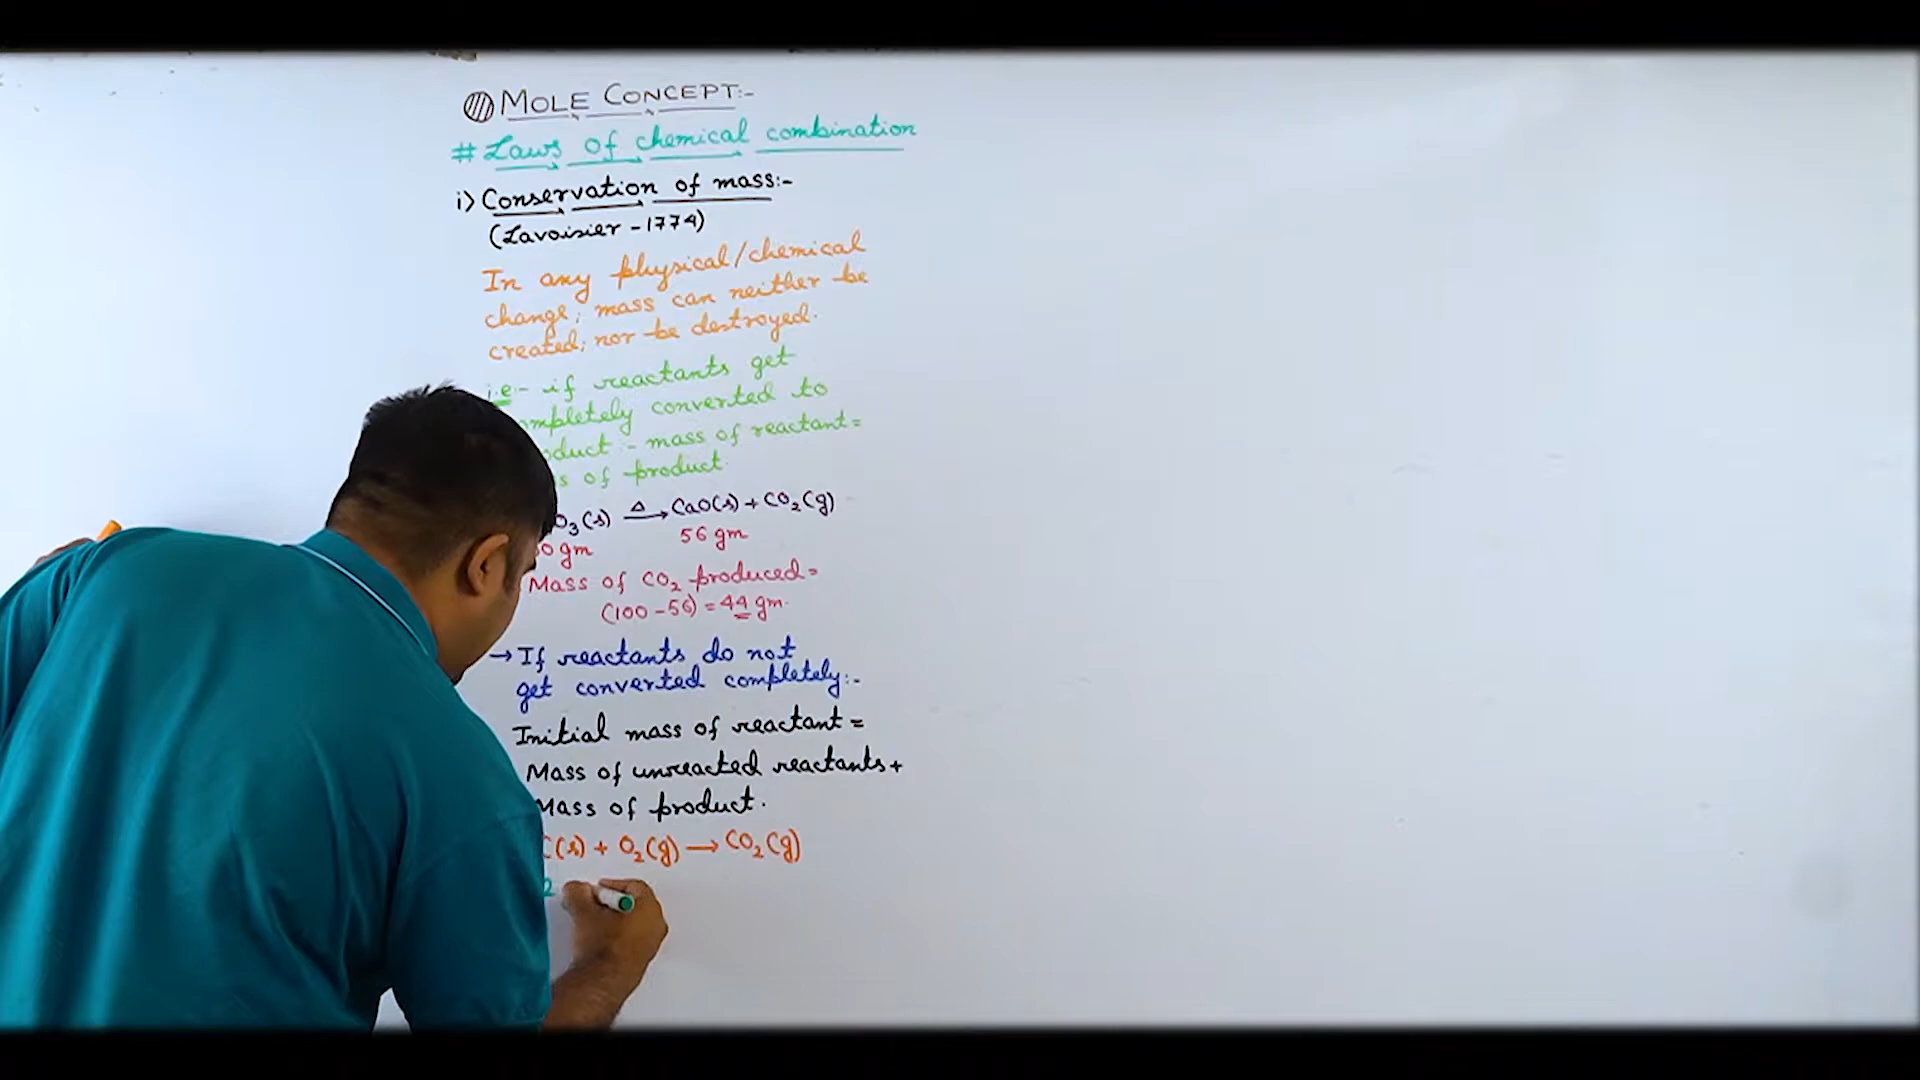 MOLE CONCEPT:-
# Laws of chemical combination
i) Conservation of mass:-
(Lavoisier - 1774)
In any physical/chemical
change; mass can neither be
created; nor be destroyed.
i.e:- if reactants get
mpletely converted to
duct :- mass of reactant =
s of product.
O₃(s) —Δ→ CaO(s) + CO₂(g)
0 gm 56 gm
Mass of CO₂ produced =
(100 - 56) = 44 gm.
→ If reactants do not
get converted completely:-
Initial mass of reactant =
Mass of unreacted reactants +
Mass of product.
C(s) + O₂(g) → CO₂(g)
2